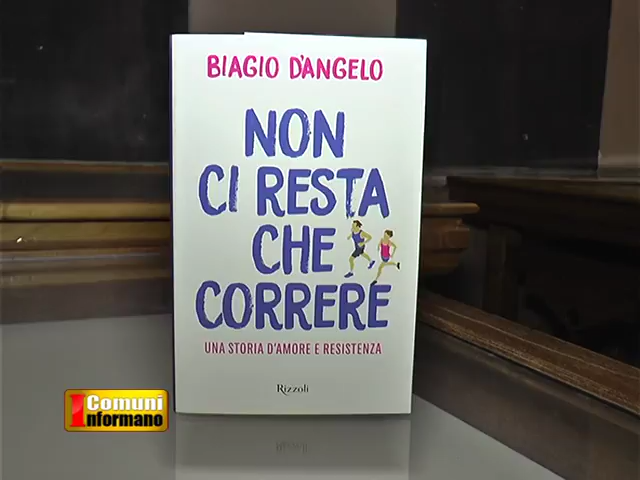 BIAGIO D'ANGELO
NON
CI RESTA
CHE
CORRERE
UNA STORIA D'AMORE E RESISTENZA
Rizzoli
I Comuni
Informano